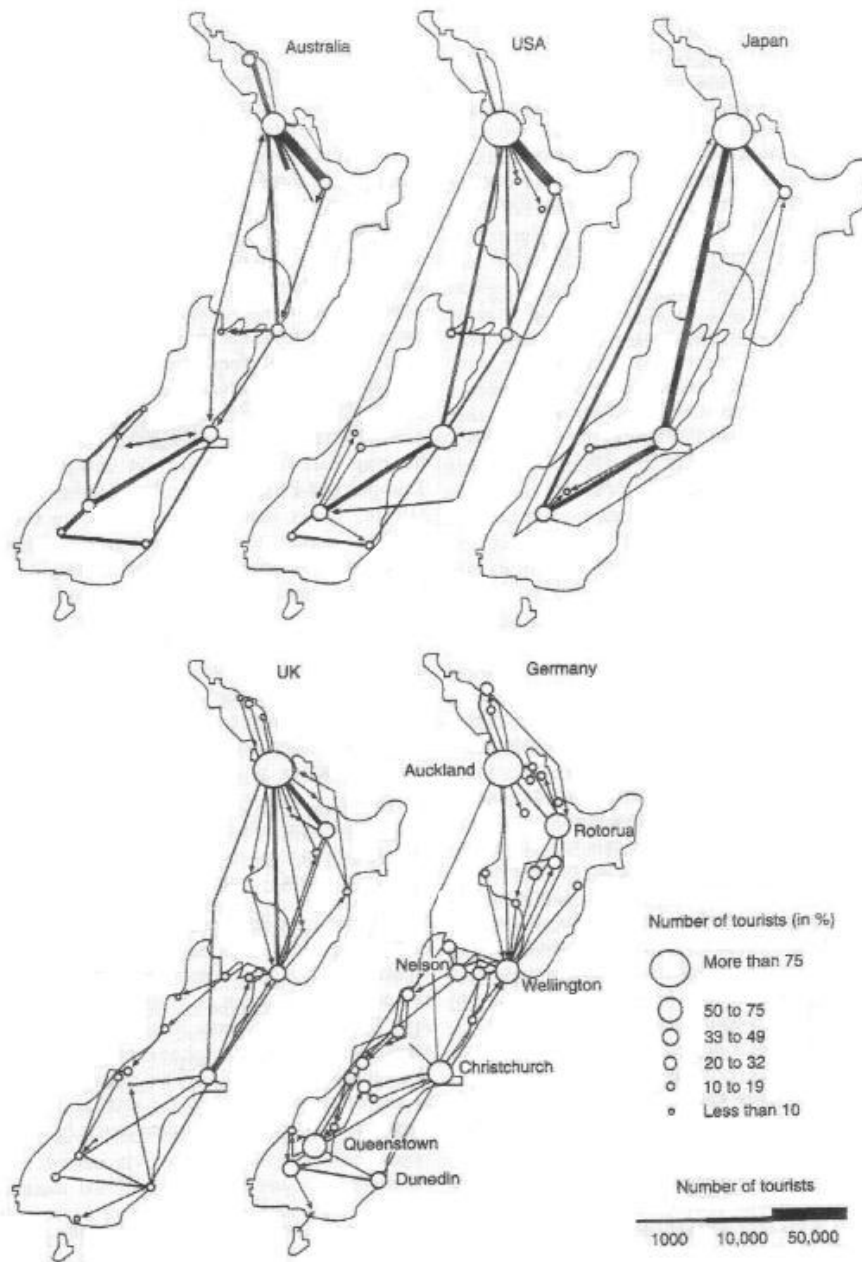 Australia
USA
Japan
UK
Germany
Auckland
Rotorua
Nelson
Wellington
Christchurch
Queenstown
Dunedin
Number of tourists (in %)
More than 75
50 to 75
33 to 49
20 to 32
10 to 19
Less than 10
Number of tourists
1000 10,000 50,000